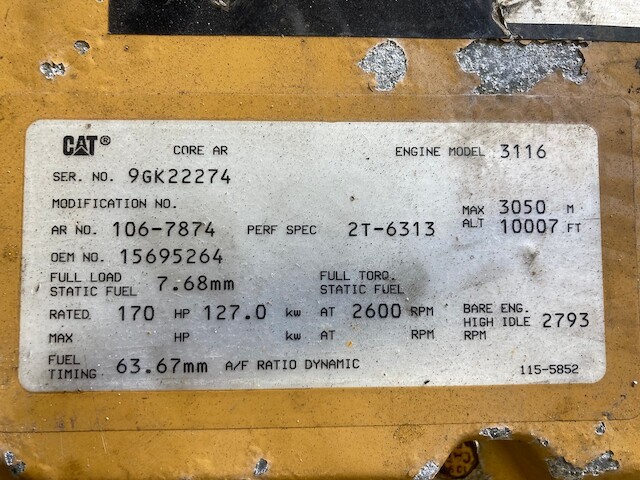 CAT® CORE AR ENGINE MODEL 3116
SER. NO. 9GK22274
MODIFICATION NO.
AR NO. 106-7874 PERF SPEC 2T-6313 MAX ALT 3050 M 10007 FT
OEM NO. 15695264
FULL LOAD STATIC FUEL 7.68mm FULL TORQ. STATIC FUEL
RATED 170 HP 127.0 kw AT 2600 RPM BARE ENG. HIGH IDLE 2793 RPM
MAX HP kw AT RPM
FUEL TIMING 63.67mm A/F RATIO DYNAMIC 115-5852